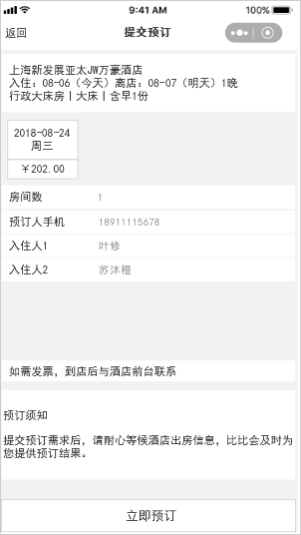 9:41 AM 100%
返回 提交预订
上海新发展亚太JW万豪酒店
入住：08-06（今天）离店：08-07（明天）1晚
行政大床房丨大床丨含早1份
2018-08-24
周三
￥202.00
房间数 1
预订人手机 18911115678
入住人1 叶修
入住人2 苏沐橙
如需发票，到店后与酒店前台联系
预订须知
提交预订需求后，请耐心等候酒店出房信息，比比会及时为
您提供预订结果。
立即预订